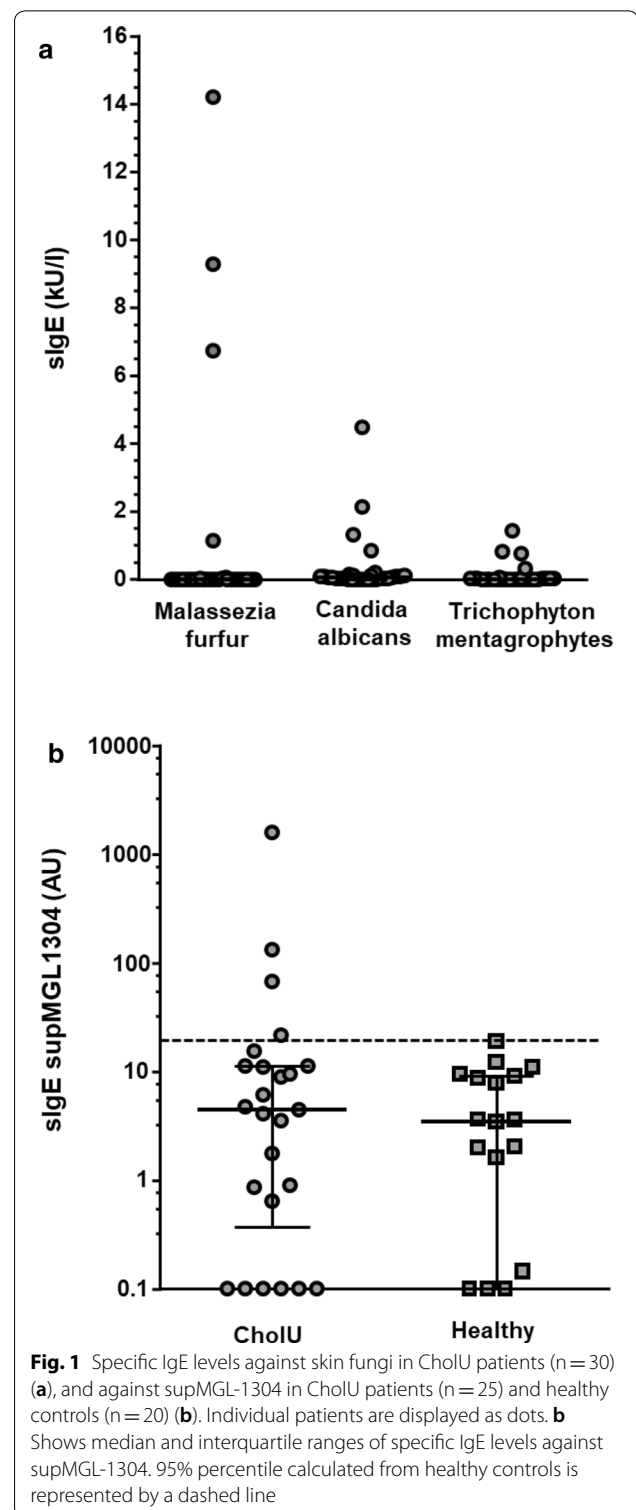 a
16
14
12
10
8
6
4
2
0
sIgE (kU/l)
Malassezia furfur
Candida albicans
Trichophyton mentagrophytes
b
10000
1000
100
10
1
0.1
sIgE supMGL1304 (AU)
CholU
Healthy
Fig. 1 Specific IgE levels against skin fungi in CholU patients (n = 30)
(a), and against supMGL-1304 in CholU patients (n = 25) and healthy
controls (n = 20) (b). Individual patients are displayed as dots. b
Shows median and interquartile ranges of specific IgE levels against
supMGL-1304. 95% percentile calculated from healthy controls is
represented by a dashed line